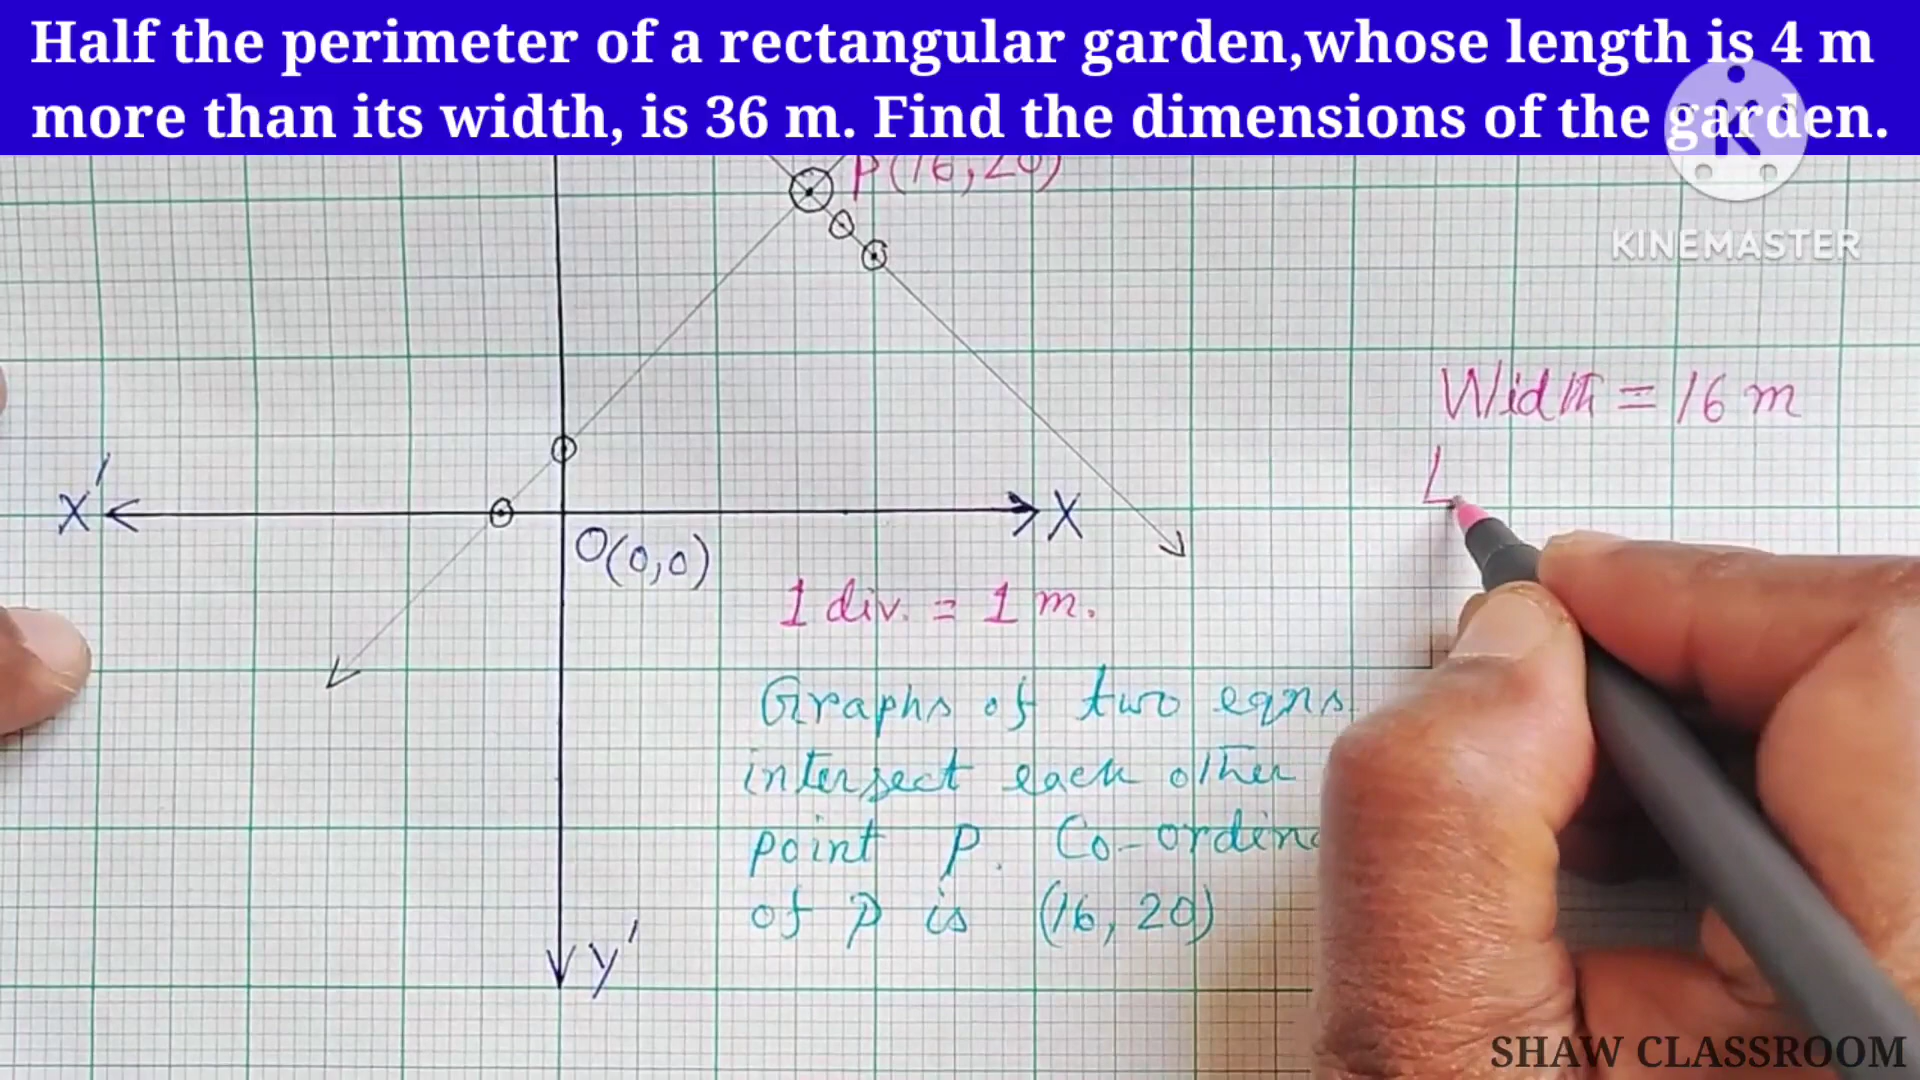 Half the perimeter of a rectangular garden,whose length is 4 m
more than its width, is 36 m. Find the dimensions of the garden.
P(16,20)
KINEMASTER
Width = 16 m
L
X'
X
O(0,0)
1 div. = 1 m.
Graphs of two eqns
intersect each other
point P. Co-ordin
of P is (16, 20)
Y'
SHAW CLASSROOM